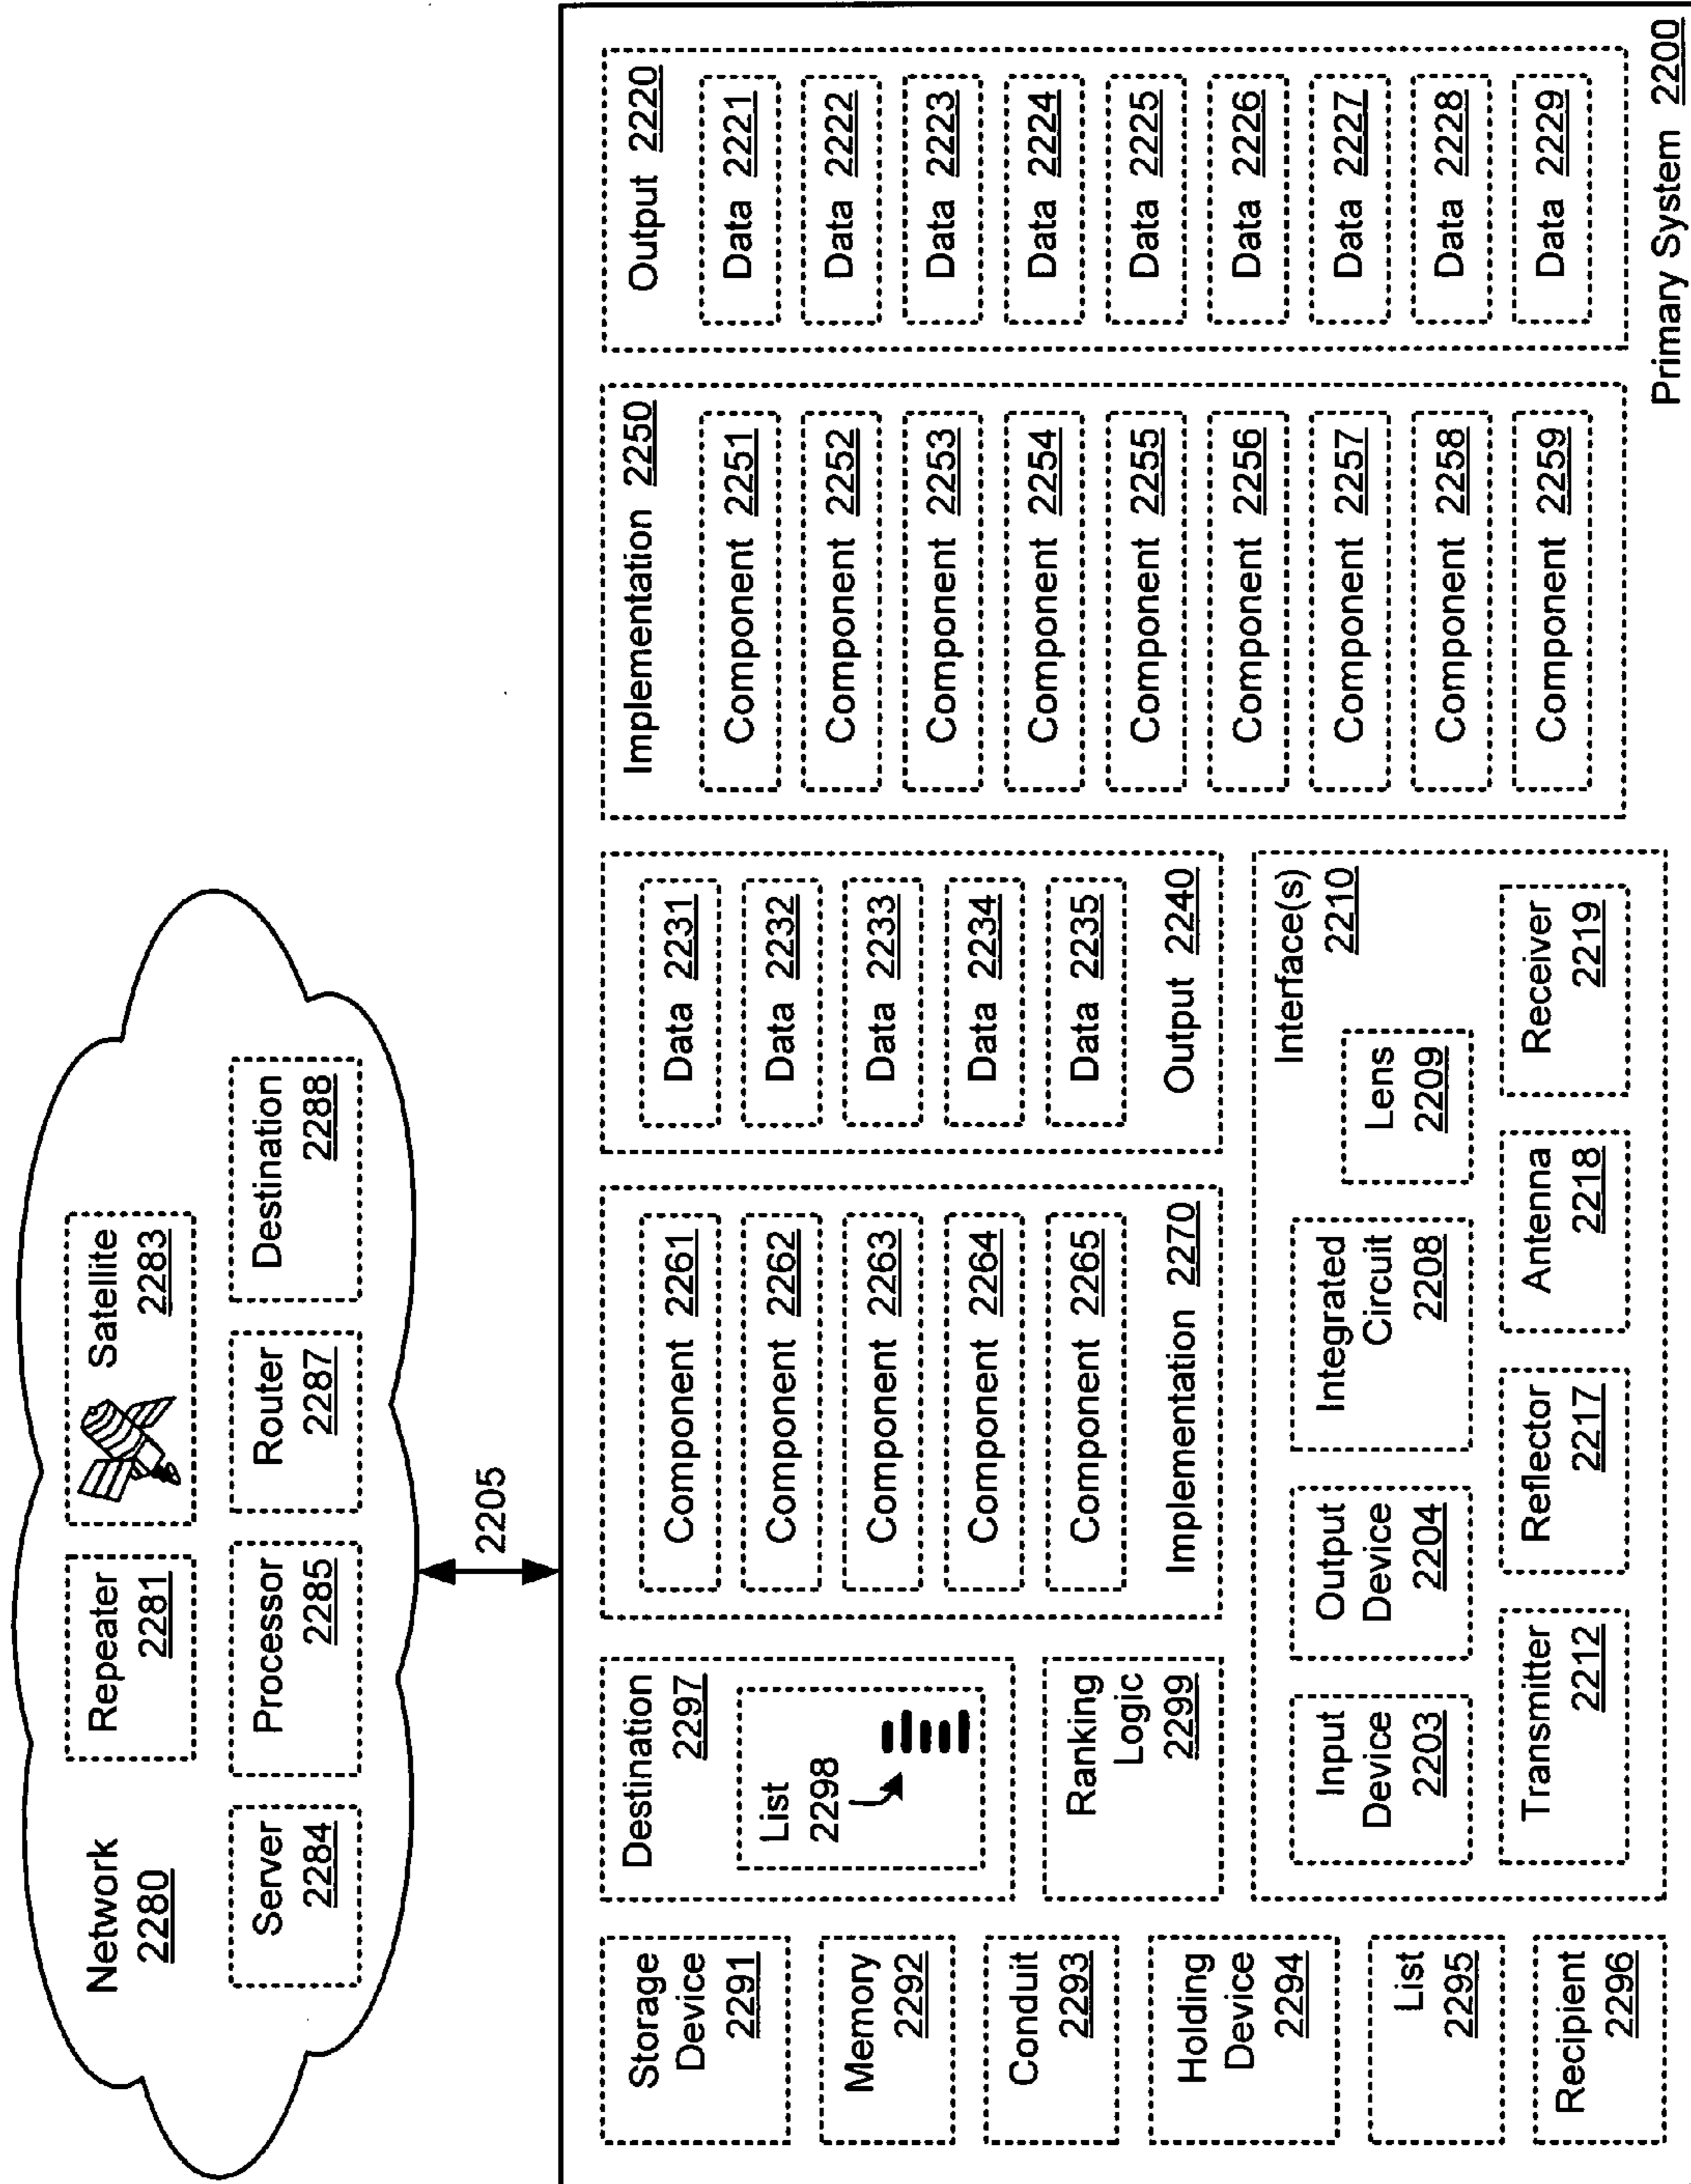 Network
2280
Repeater
2281
Satellite
2283
Server
2284
Processor
2285
Router
2287
Destination
2288
2205
Storage
Device
2291
Memory
2292
Conduit
2293
Holding
Device
2294
List
2295
Recipient
2296
Destination
2297
List
2298
Ranking
Logic
2299
Component 2261
Component 2262
Component 2263
Component 2264
Component 2265
Implementation 2270
Data 2231
Data 2232
Data 2233
Data 2234
Data 2235
Output 2240
Interface(s)
2210
Input
Device
2203
Output
Device
2204
Integrated
Circuit
2208
Lens
2209
Transmitter
2212
Reflector
2217
Antenna
2218
Receiver
2219
Implementation 2250
Component 2251
Component 2252
Component 2253
Component 2254
Component 2255
Component 2256
Component 2257
Component 2258
Component 2259
Output 2220
Data 2221
Data 2222
Data 2223
Data 2224
Data 2225
Data 2226
Data 2227
Data 2228
Data 2229
Primary System 2200